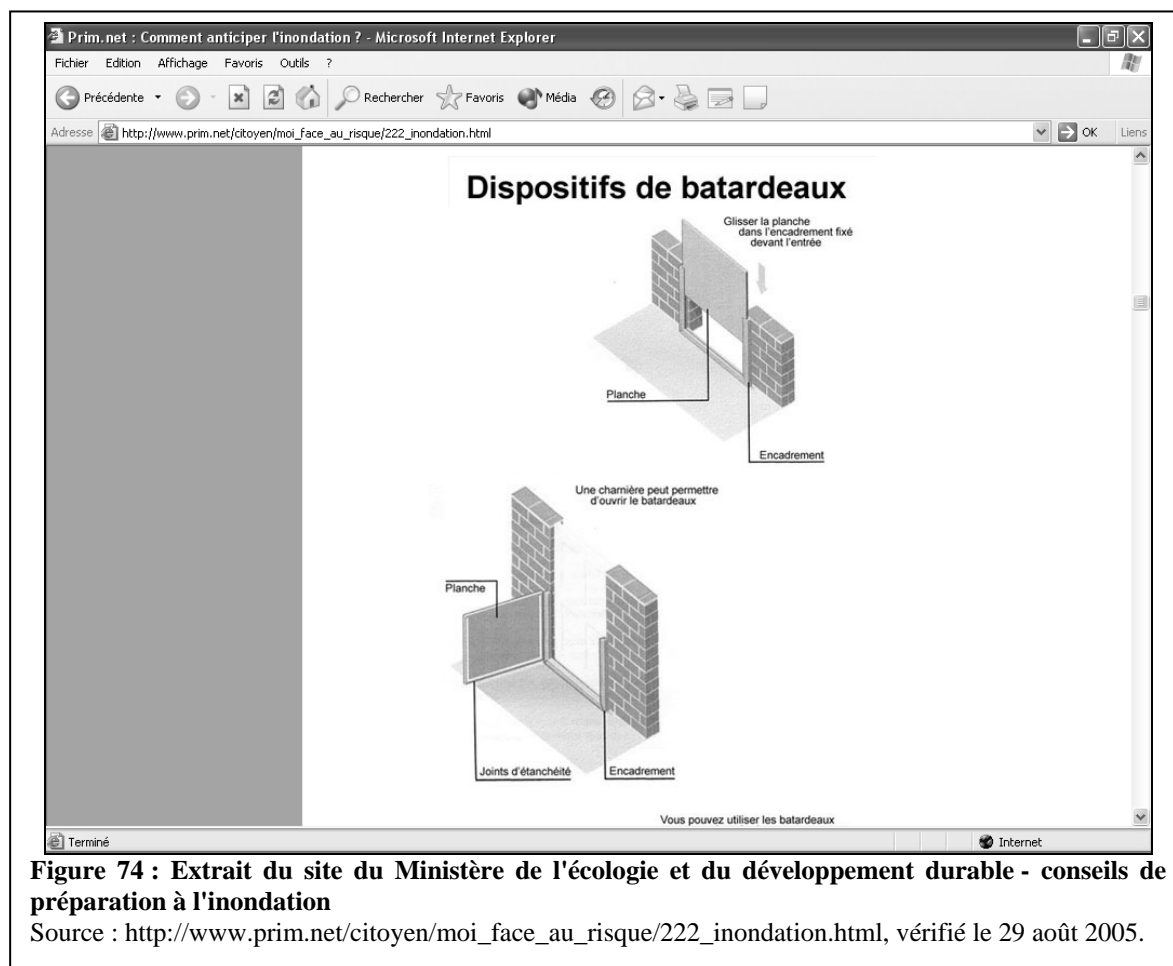 Prim.net : Comment anticiper l'inondation ? - Microsoft Internet Explorer
Fichier Edition Affichage Favoris Outils ?
Précédente Rechercher Favoris Média
Adresse http://www.prim.net/citoyen/moi_face_au_risque/222_inondation.html OK Liens
Dispositifs de batardeaux
Glisser la planche
dans l'encadrement fixé
devant l'entrée
Planche
Encadrement
Une charnière peut permettre
d'ouvrir le batardeaux
Planche
Joints d'étanchéité
Encadrement
Vous pouvez utiliser les batardeaux
Terminé Internet
Figure 74 : Extrait du site du Ministère de l'écologie et du développement durable - conseils de
préparation à l'inondation
Source : http://www.prim.net/citoyen/moi_face_au_risque/222_inondation.html, vérifié le 29 août 2005.